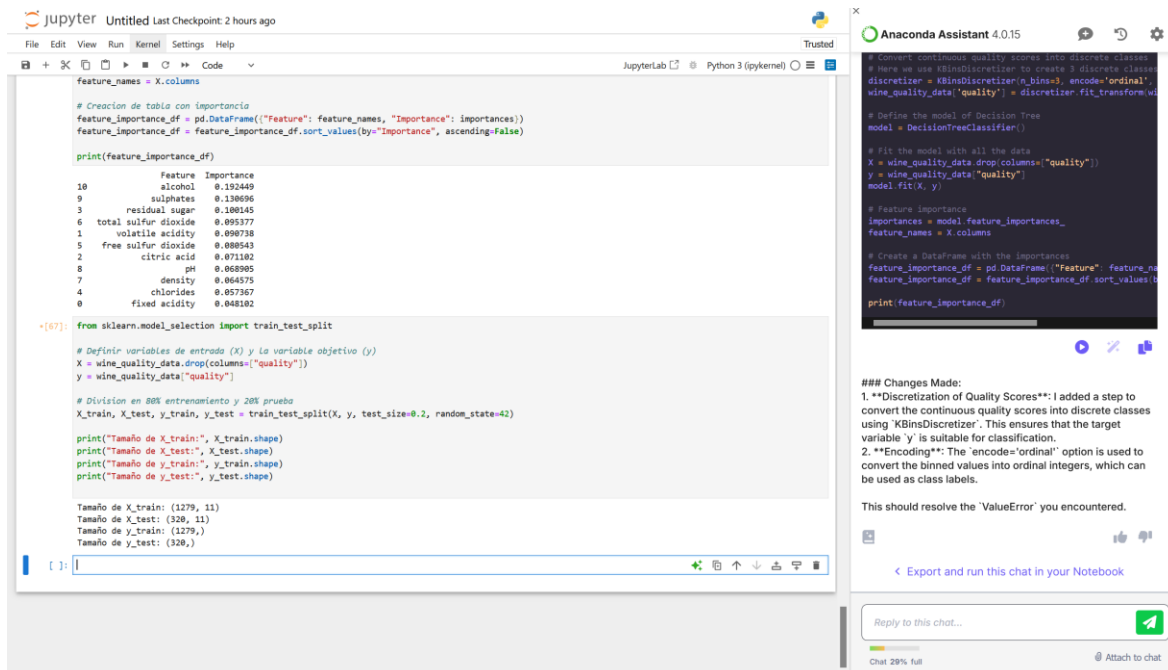 jupyter Untitled Last Checkpoint: 2 hours ago
File Edit View Run Kernel Settings Help
Trusted
Code
JupyterLab
Python 3 (ipykernel)
feature_names = X.columns
# Creacion de tabla con importancia
feature_importance_df = pd.DataFrame({"Feature": feature_names, "Importance": importances})
feature_importance_df = feature_importance_df.sort_values(by="Importance", ascending=False)
print(feature_importance_df)
Feature Importance
10 alcohol 0.192449
9 sulphates 0.130696
3 residual sugar 0.100145
6 total sulfur dioxide 0.095377
1 volatile acidity 0.090738
5 free sulfur dioxide 0.080543
2 citric acid 0.071102
8 pH 0.068905
7 density 0.064575
4 chlorides 0.057367
0 fixed acidity 0.048102
•[67]: from sklearn.model_selection import train_test_split
# Definir variables de entrada (X) y la variable objetivo (y)
X = wine_quality_data.drop(columns=["quality"])
y = wine_quality_data["quality"]
# Division en 80% entrenamiento y 20% prueba
X_train, X_test, y_train, y_test = train_test_split(X, y, test_size=0.2, random_state=42)
print("Tamaño de X_train:", X_train.shape)
print("Tamaño de X_test:", X_test.shape)
print("Tamaño de y_train:", y_train.shape)
print("Tamaño de y_test:", y_test.shape)
Tamaño de X_train: (1279, 11)
Tamaño de X_test: (320, 11)
Tamaño de y_train: (1279,)
Tamaño de y_test: (320,)
[ ]:
Anaconda Assistant 4.0.15
# Convert continuous quality scores into discrete classes
# Here we use KBinsDiscretizer to create 3 discrete classes
discretizer = KBinsDiscretizer(n_bins=3, encode='ordinal',
wine_quality_data['quality'] = discretizer.fit_transform(wi
# Define the model of Decision Tree
model = DecisionTreeClassifier()
# Fit the model with all the data
X = wine_quality_data.drop(columns=["quality"])
y = wine_quality_data["quality"]
model.fit(X, y)
# Feature importance
importances = model.feature_importances_
feature_names = X.columns
# Create a DataFrame with the importances
feature_importance_df = pd.DataFrame({"Feature": feature_na
feature_importance_df = feature_importance_df.sort_values(b
print(feature_importance_df)
### Changes Made:
1. **Discretization of Quality Scores**: I added a step to
convert the continuous quality scores into discrete classes
using `KBinsDiscretizer`. This ensures that the target
variable `y` is suitable for classification.
2. **Encoding**: The `encode='ordinal'` option is used to
convert the binned values into ordinal integers, which can
be used as class labels.
This should resolve the `ValueError` you encountered.
< Export and run this chat in your Notebook
Reply to this chat...
Chat 29% full
Attach to chat